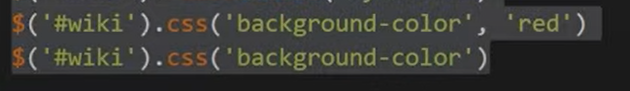 $('#wiki').css('background-color', 'red')
$('#wiki').css('background-color')